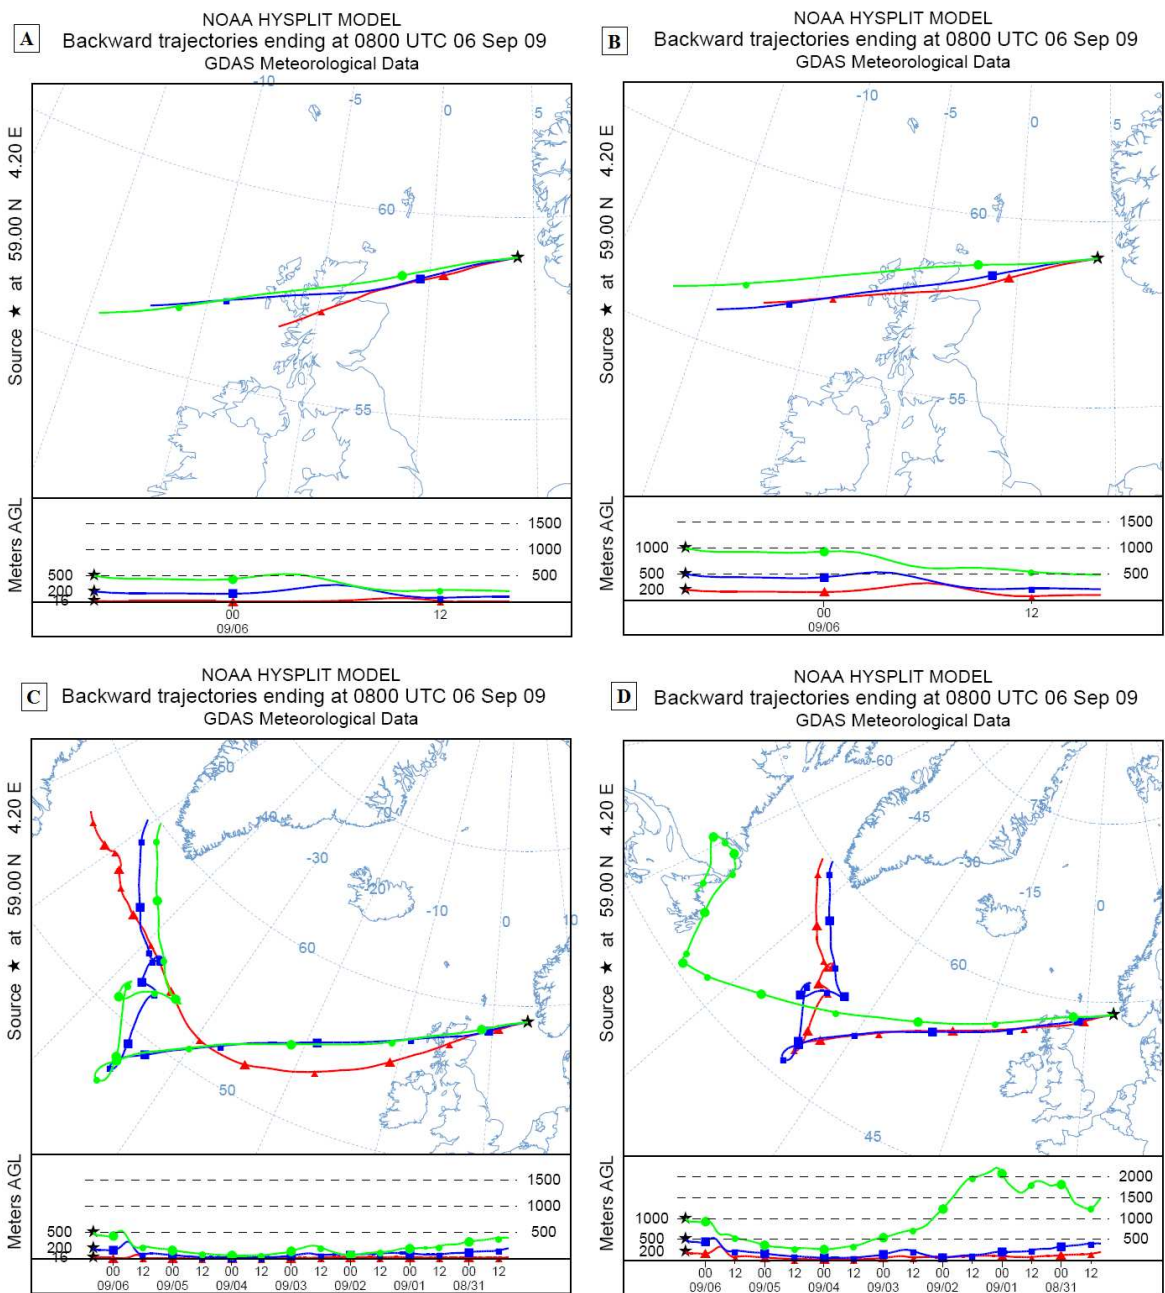 A
NOAA HYSPLIT MODEL
Backward trajectories ending at 0800 UTC 06 Sep 09
GDAS Meteorological Data
Source ★ at 59.00 N 4.20 E
-10
-5
0
5
60
55
Meters AGL
1500
1000
500
500
200
16
00
12
09/06
B
NOAA HYSPLIT MODEL
Backward trajectories ending at 0800 UTC 06 Sep 09
GDAS Meteorological Data
Source ★ at 59.00 N 4.20 E
-10
-5
0
5
60
55
Meters AGL
1500
1000
1000
500
500
200
00
12
09/06
C
NOAA HYSPLIT MODEL
Backward trajectories ending at 0800 UTC 06 Sep 09
GDAS Meteorological Data
Source ★ at 59.00 N 4.20 E
-50
-40
70
-30
-20
-10
0
10
60
50
Meters AGL
1500
1000
500
500
200
16
00 12 00 12 00 12 00 12 00 12 00 12 00 12
09/06 09/05 09/04 09/03 09/02 09/01 08/31
D
NOAA HYSPLIT MODEL
Backward trajectories ending at 0800 UTC 06 Sep 09
GDAS Meteorological Data
Source ★ at 59.00 N 4.20 E
-60
-45
70
-30
-15
0
60
45
Meters AGL
2000
1500
1000
1000
500
500
200
00 12 00 12 00 12 00 12 00 12 00 12 00 12
09/06 09/05 09/04 09/03 09/02 09/01 08/31